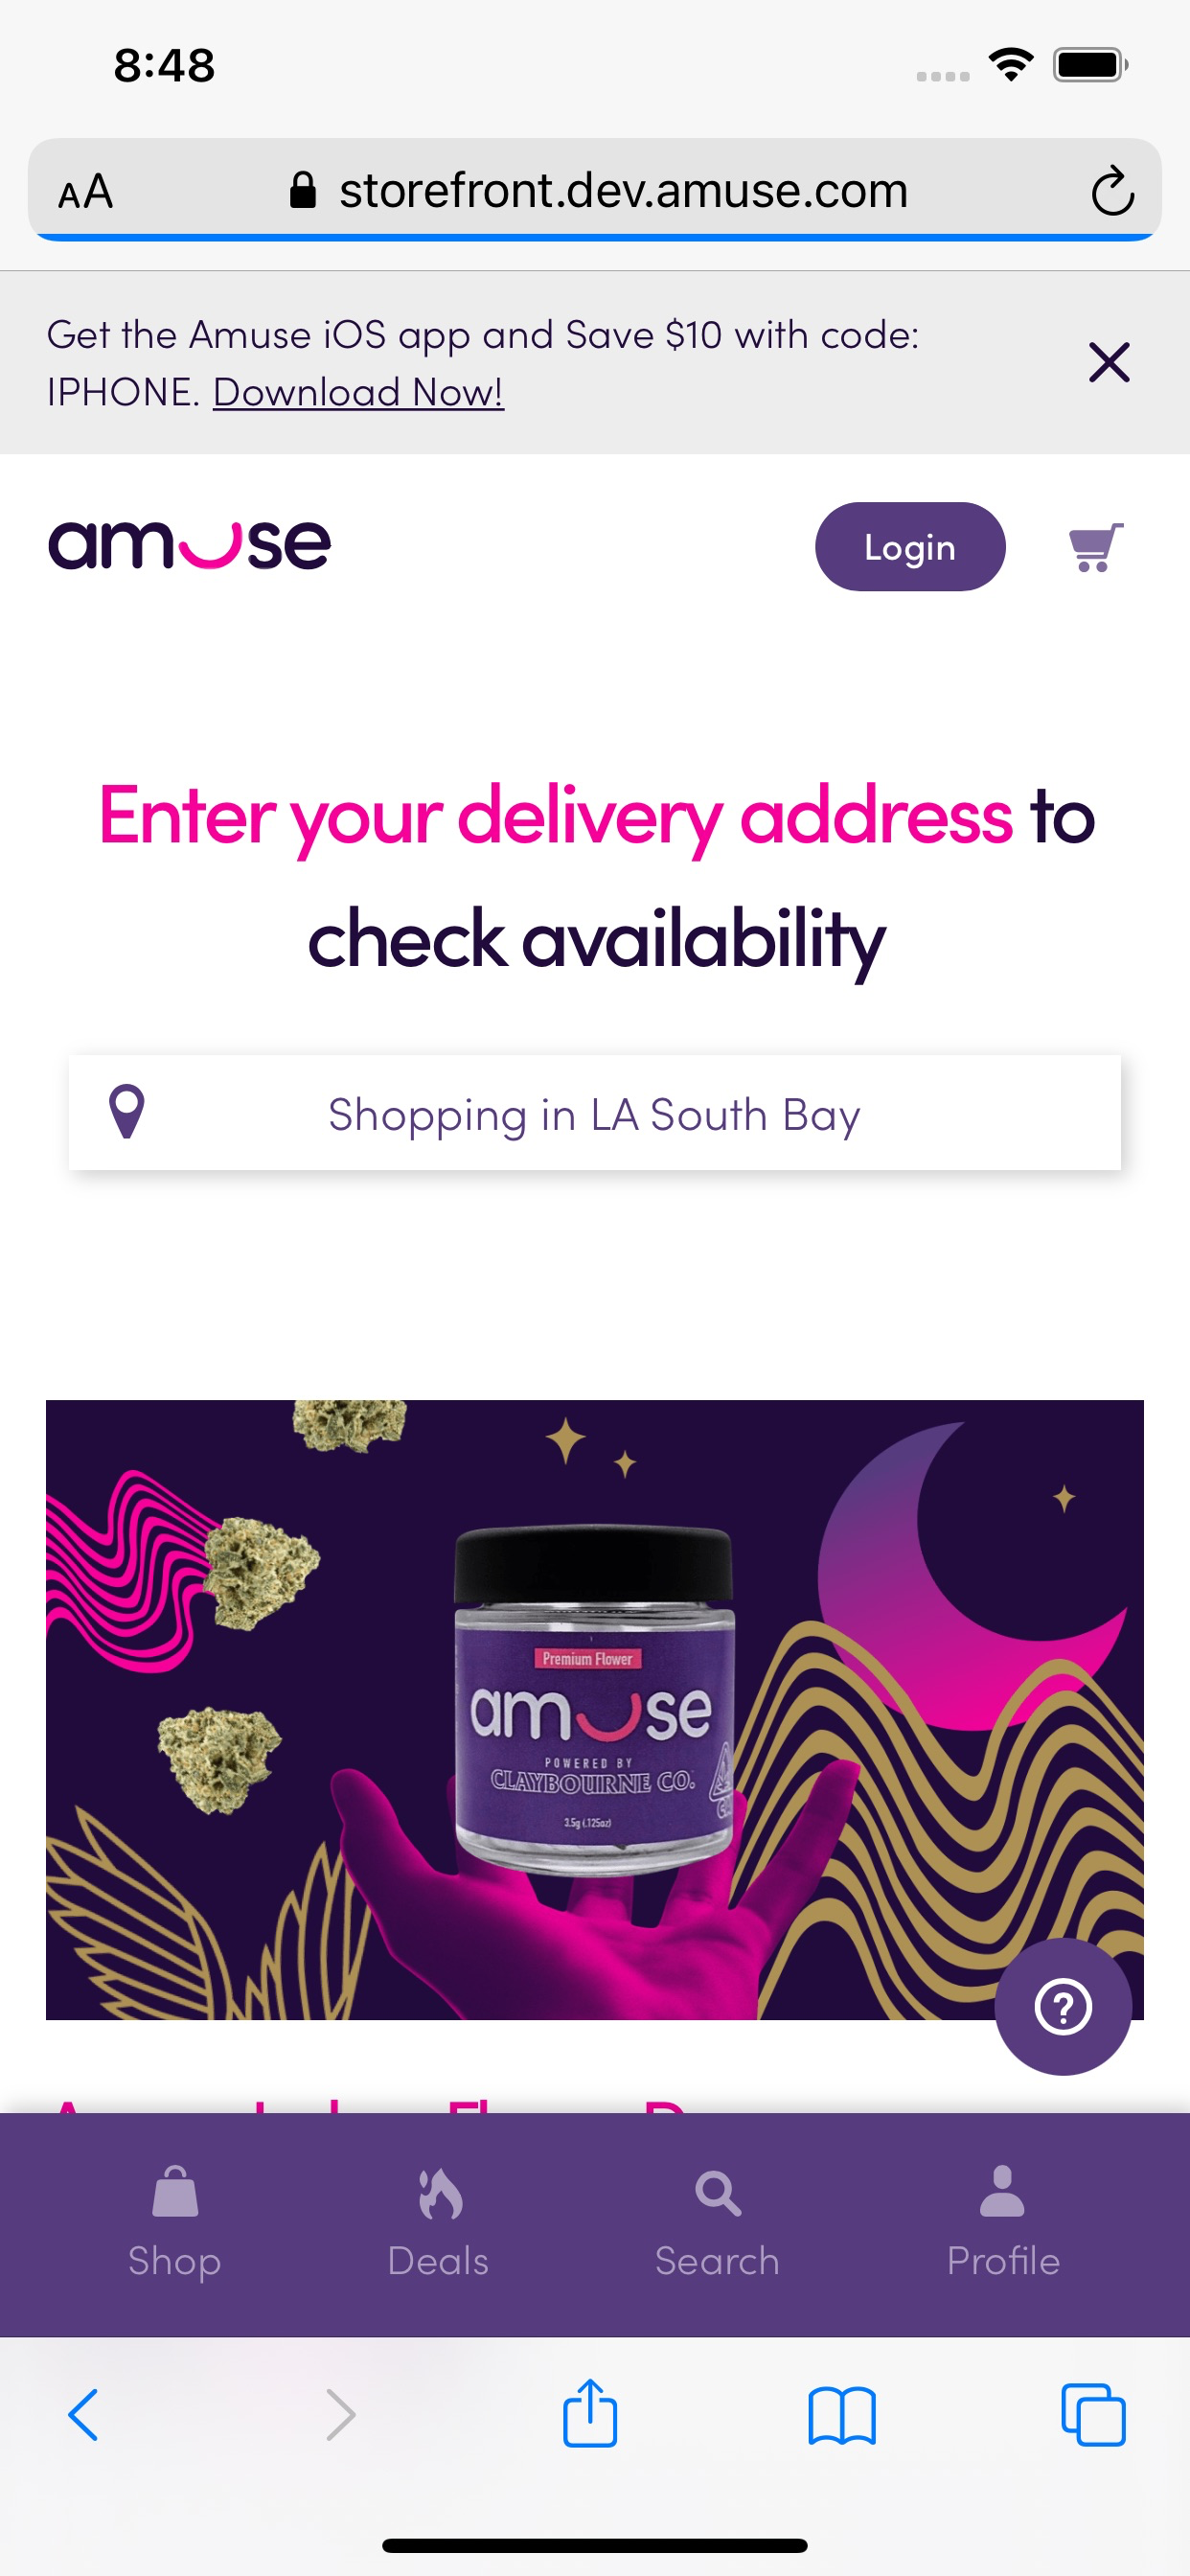 8:48
AA storefront.dev.amuse.com
Get the Amuse iOS app and Save $10 with code:
IPHONE. Download Now!
amuse
Login
Enter your delivery address to
check availability
Shopping in LA South Bay
Premium Flower
amuse
POWERED BY
CLAYBOURNE CO.
3.5g (.125oz)
Shop
Deals
Search
Profile